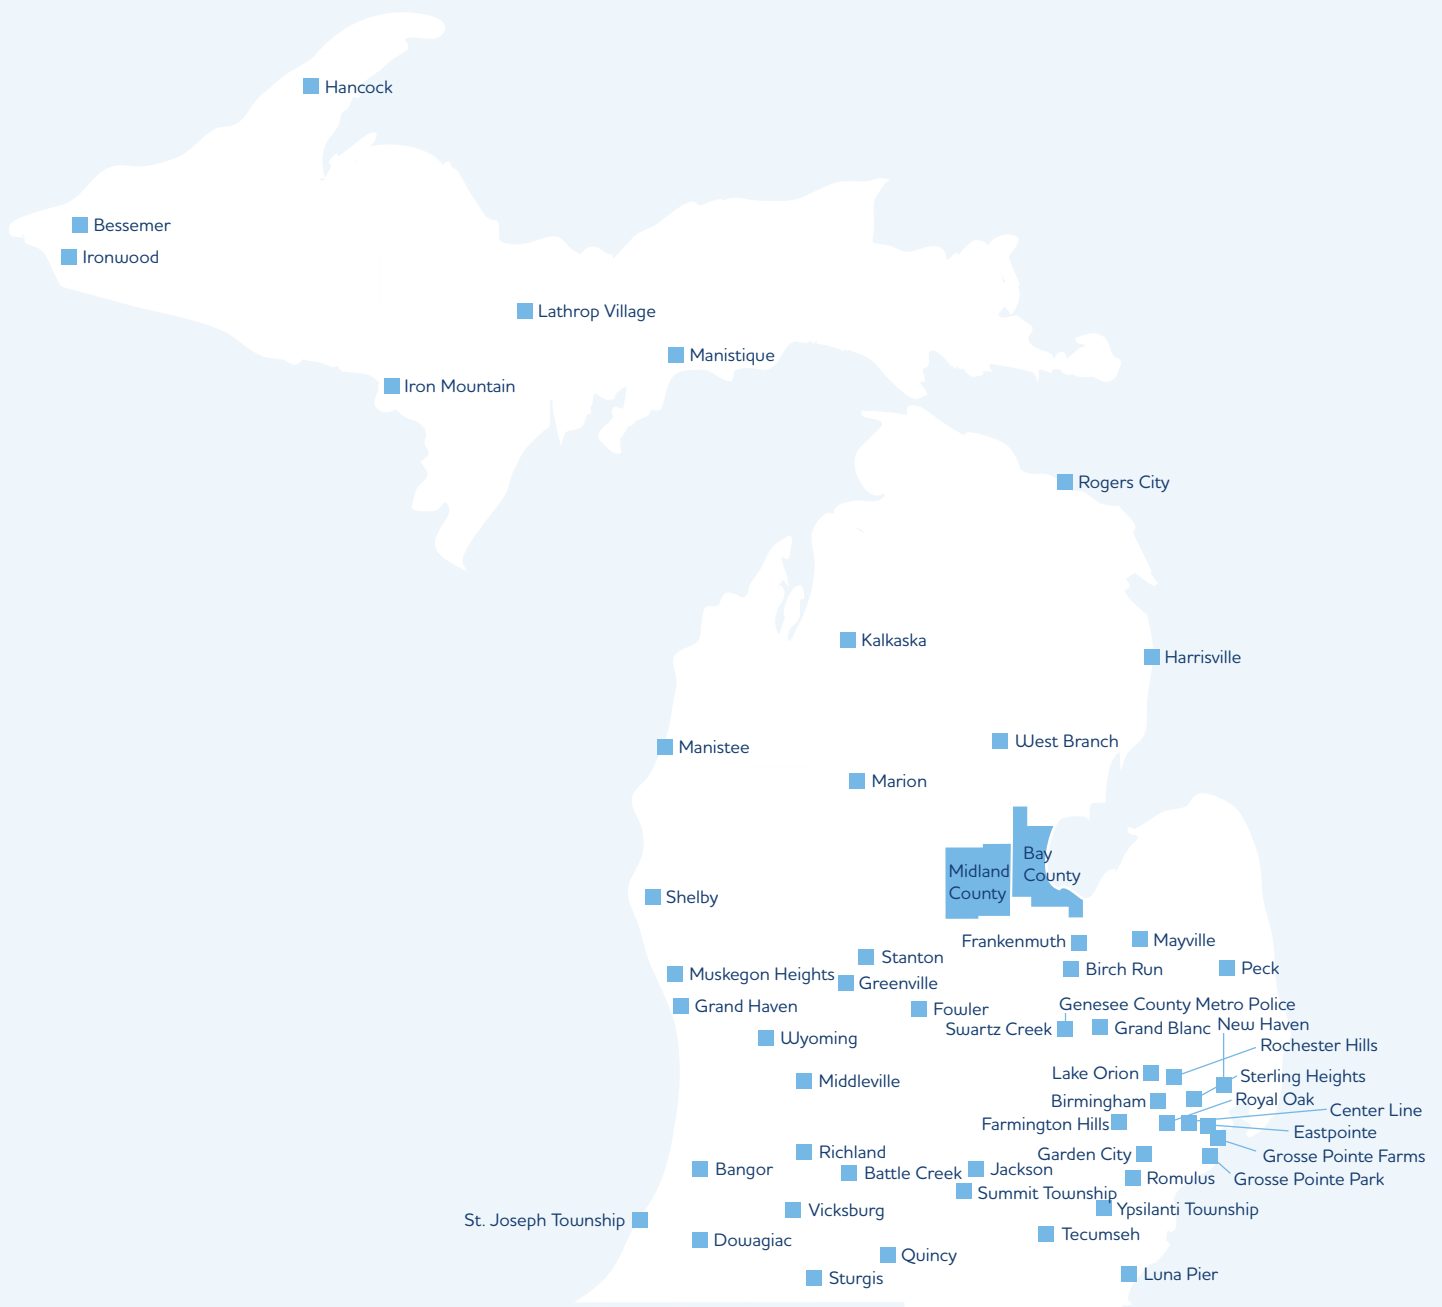 Hancock
Bessemer
Ironwood
Lathrop Village
Manistique
Iron Mountain
Rogers City
Kalkaska
Harrisville
West Branch
Manistee
Marion
Bay
County
Midland
County
Shelby
Frankenmuth
Mayville
Stanton
Birch Run
Peck
Muskegon Heights
Greenville
Grand Haven
Fowler
Genesee County Metro Police
Swartz Creek
Grand Blanc
New Haven
Wyoming
Rochester Hills
Lake Orion
Sterling Heights
Middleville
Birmingham
Royal Oak
Center Line
Farmington Hills
Eastpointe
Richland
Garden City
Grosse Pointe Farms
Bangor
Battle Creek
Jackson
Romulus
Grosse Pointe Park
Summit Township
Vicksburg
Ypsilanti Township
St. Joseph Township
Tecumseh
Dowagiac
Quincy
Sturgis
Luna Pier